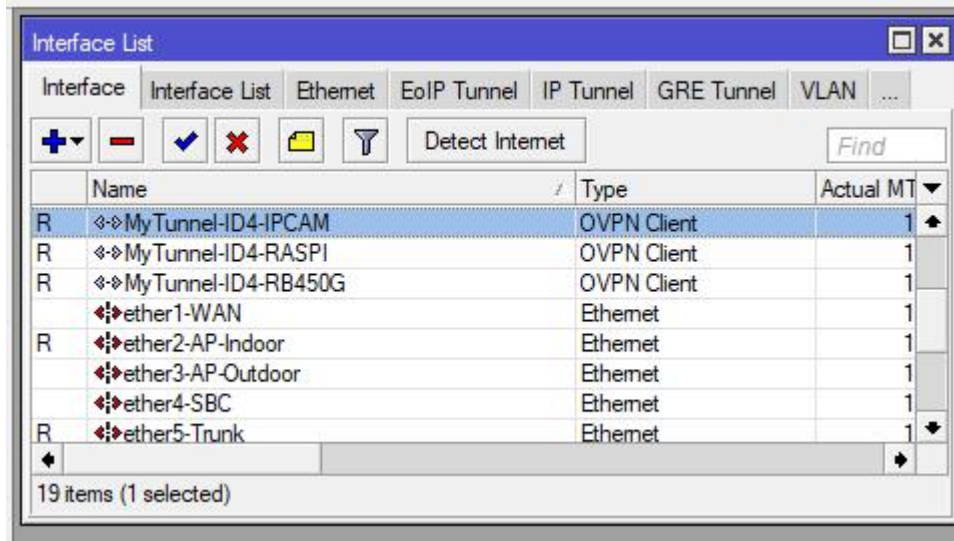 Interface List
Interface Interface List Ethernet EoIP Tunnel IP Tunnel GRE Tunnel VLAN ...
Detect Internet Find
Name Type Actual MT
R MyTunnel-ID4-IPCAM OVPN Client 1
R MyTunnel-ID4-RASPI OVPN Client 1
R MyTunnel-ID4-RB450G OVPN Client 1
ether1-WAN Ethernet 1
R ether2-AP-Indoor Ethernet 1
ether3-AP-Outdoor Ethernet 1
ether4-SBC Ethernet 1
R ether5-Trunk Ethernet 1
19 items (1 selected)